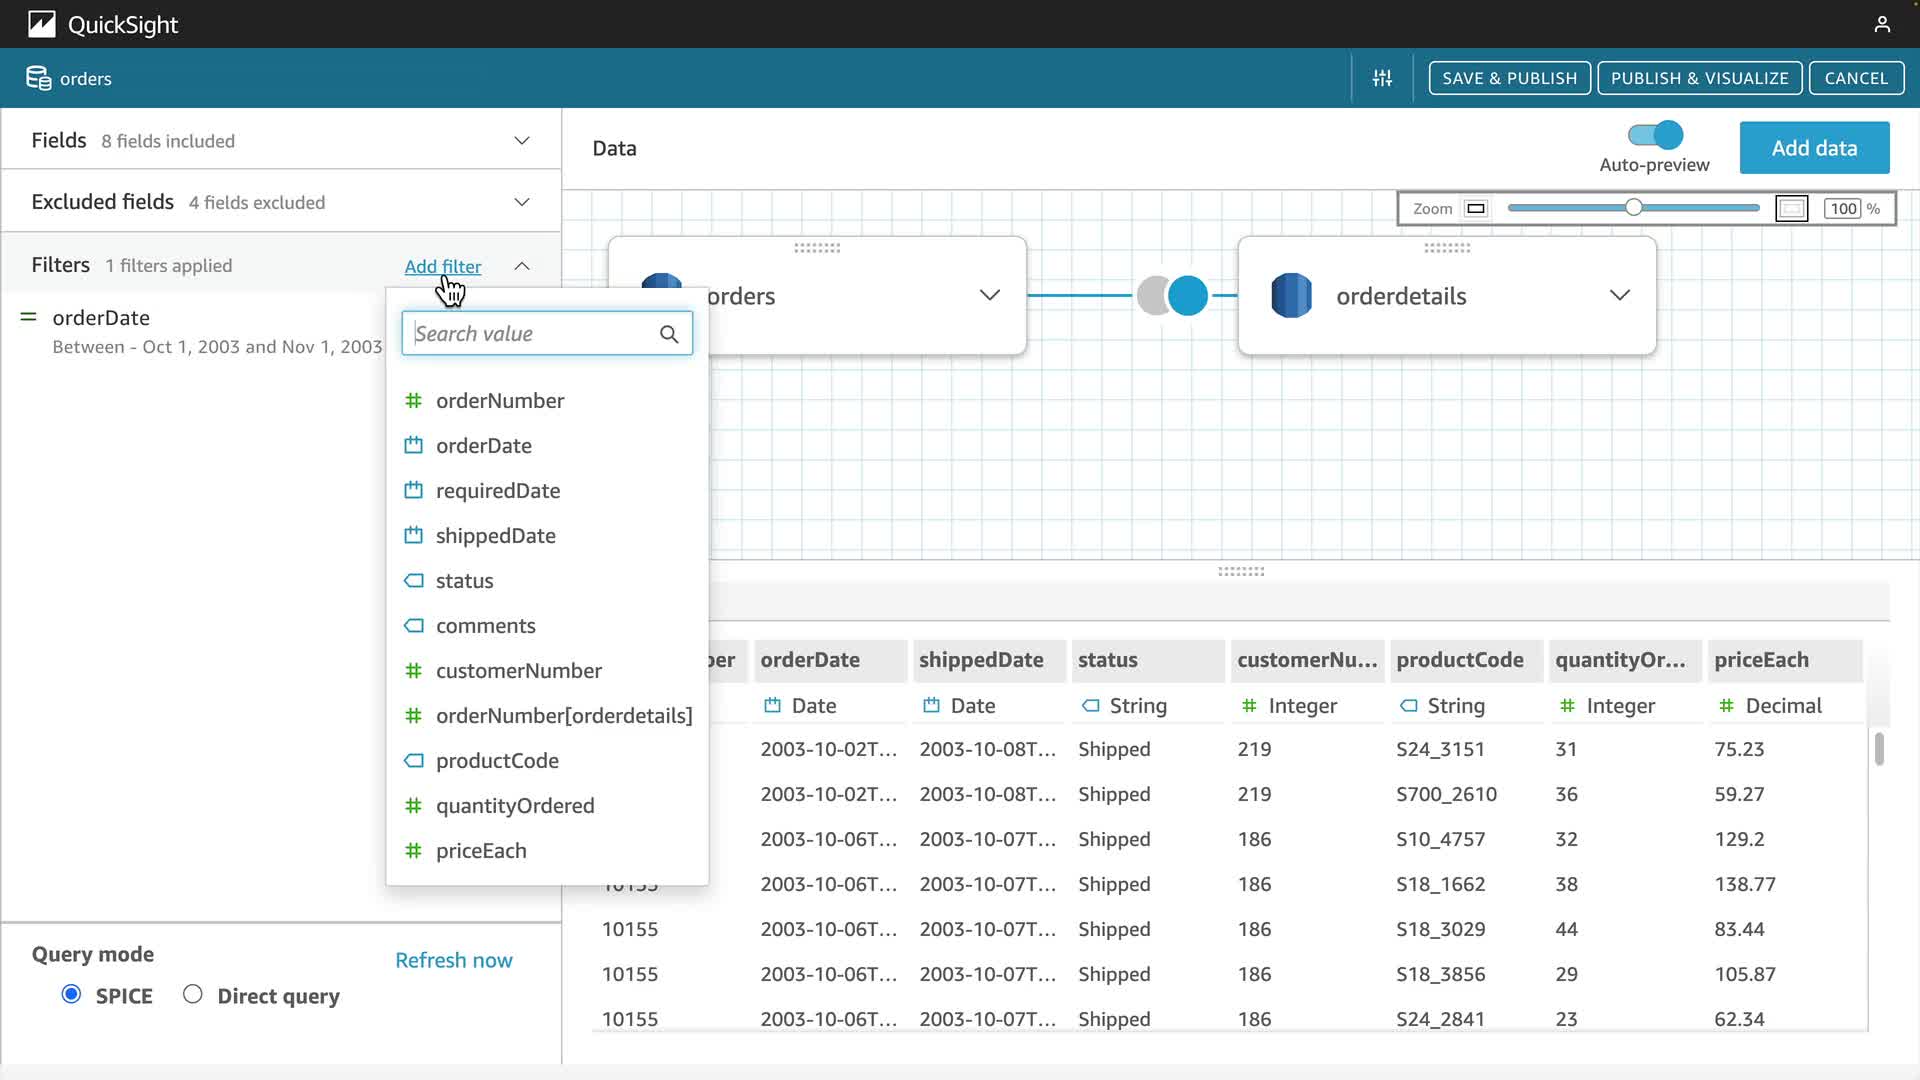 QuickSight
orders
SAVE & PUBLISH
PUBLISH & VISUALIZE
CANCEL
Fields 8 fields included
Excluded fields 4 fields excluded
Filters 1 filters applied Add filter
orderDate
Between - Oct 1, 2003 and Nov 1, 2003
Search value
orderNumber
orderDate
requiredDate
shippedDate
status
comments
customerNumber
orderNumber[orderdetails]
productCode
quantityOrdered
priceEach
Query mode
Refresh now
SPICE Direct query
Data
Auto-preview
Add data
Zoom 100 %
orders
orderdetails
ber orderDate shippedDate status customerNu... productCode quantityOr... priceEach
Date Date String Integer String Integer Decimal
2003-10-02T... 2003-10-08T... Shipped 219 S24_3151 31 75.23
2003-10-02T... 2003-10-08T... Shipped 219 S700_2610 36 59.27
2003-10-06T... 2003-10-07T... Shipped 186 S10_4757 32 129.2
10155 2003-10-06T... 2003-10-07T... Shipped 186 S18_1662 38 138.77
10155 2003-10-06T... 2003-10-07T... Shipped 186 S18_3029 44 83.44
10155 2003-10-06T... 2003-10-07T... Shipped 186 S18_3856 29 105.87
10155 2003-10-06T... 2003-10-07T... Shipped 186 S24_2841 23 62.34